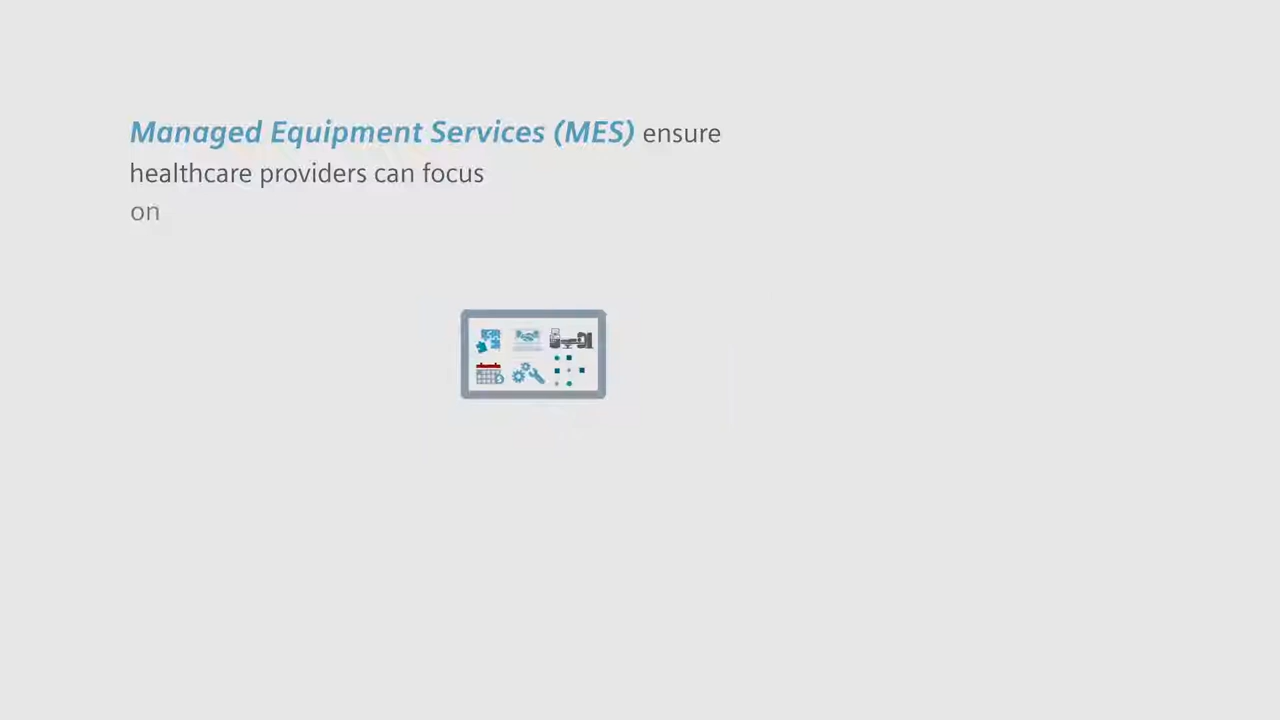 Managed Equipment Services (MES) ensure
healthcare providers can focus
on